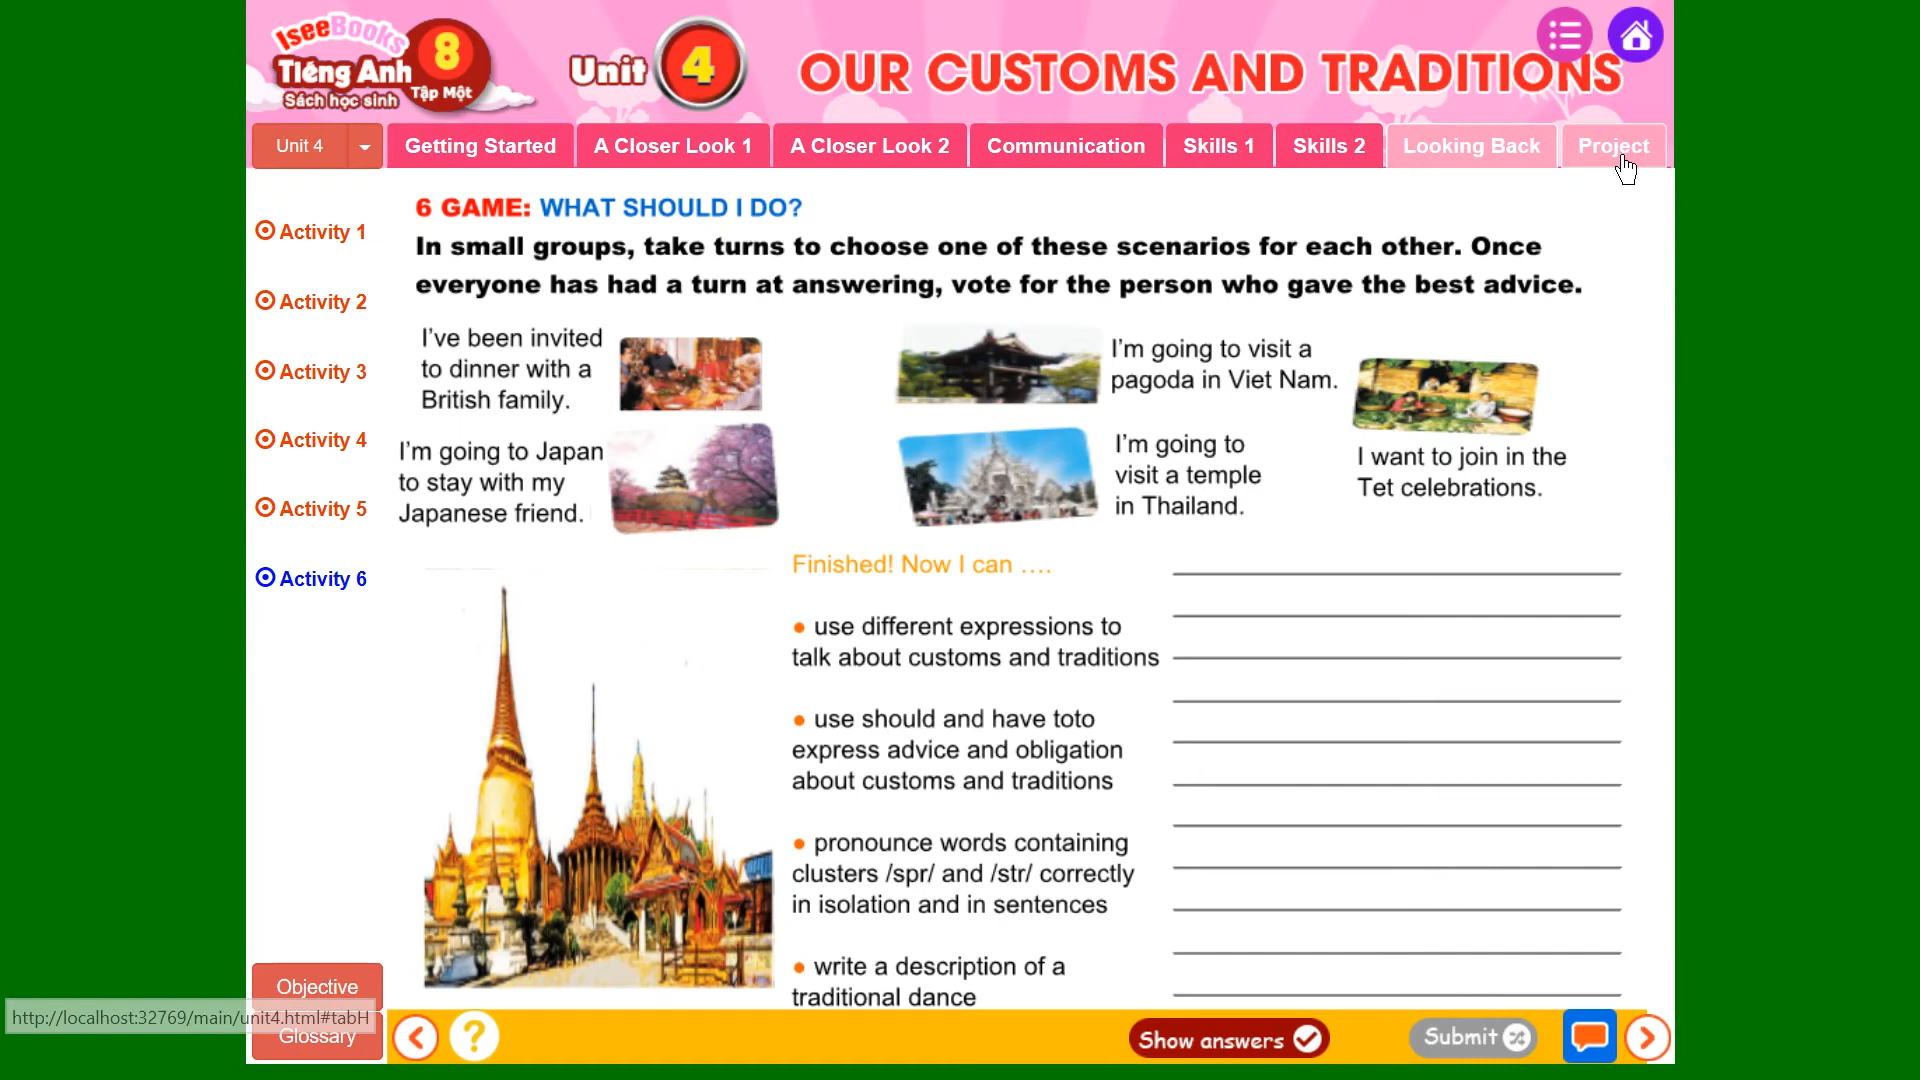 IseeBooks
Tiếng Anh 8
Sách học sinh Tập Một
Unit 4
OUR CUSTOMS AND TRADITIONS
Unit 4
Getting Started
A Closer Look 1
A Closer Look 2
Communication
Skills 1
Skills 2
Looking Back
Project
Activity 1
Activity 2
Activity 3
Activity 4
Activity 5
Activity 6
6 GAME: WHAT SHOULD I DO?
In small groups, take turns to choose one of these scenarios for each other. Once
everyone has had a turn at answering, vote for the person who gave the best advice.
I've been invited
to dinner with a
British family.
I'm going to visit a
pagoda in Viet Nam.
I'm going to Japan
to stay with my
Japanese friend.
I'm going to
visit a temple
in Thailand.
I want to join in the
Tet celebrations.
Finished! Now I can ....
• use different expressions to
talk about customs and traditions
• use should and have toto
express advice and obligation
about customs and traditions
• pronounce words containing
clusters /spr/ and /str/ correctly
in isolation and in sentences
• write a description of a
traditional dance
Objective
http://localhost:32769/main/unit4.html#tabH
Glossary
?
Show answers
Submit